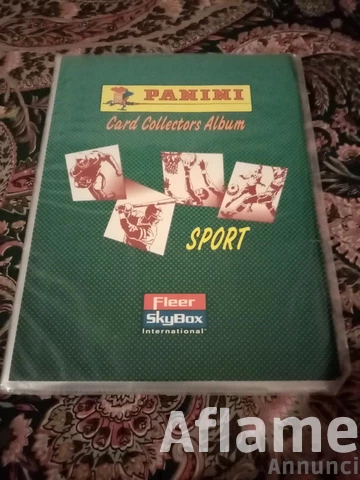 PANINI
Card Collectors Album
SPORT
Fleer
SkyBox
International
Aflame
Annunci